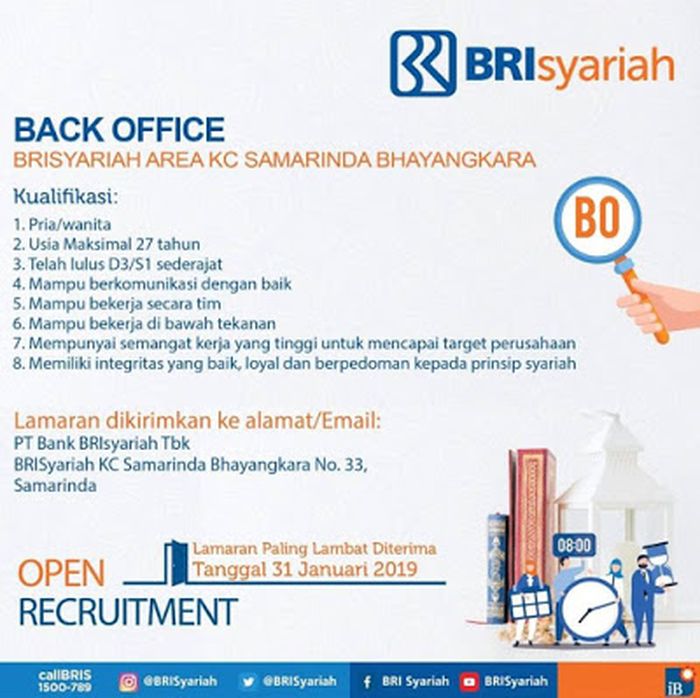 BRIsyariah
BACK OFFICE
BRISYARIAH AREA KC SAMARINDA BHAYANGKARA
Kualifikasi:
1. Pria/wanita
2. Usia Maksimal 27 tahun
3. Telah lulus D3/S1 sederajat
4. Mampu berkomunikasi dengan baik
5. Mampu bekerja secara tim
6. Mampu bekerja di bawah tekanan
7. Mempunyai semangat kerja yang tinggi untuk mencapai target perusahaan
8. Memiliki integritas yang baik, loyal dan berpedoman kepada prinsip syariah
BO
Lamaran dikirimkan ke alamat/Email:
PT Bank BRIsyariah Tbk
BRISyariah KC Samarinda Bhayangkara No. 33,
Samarinda
08:00
Lamaran Paling Lambat Diterima
Tanggal 31 Januari 2019
OPEN
RECRUITMENT
callBRIS
1500-789
@BRISyariah
@BRISyariah
BRI Syariah
BRISyariah
iB